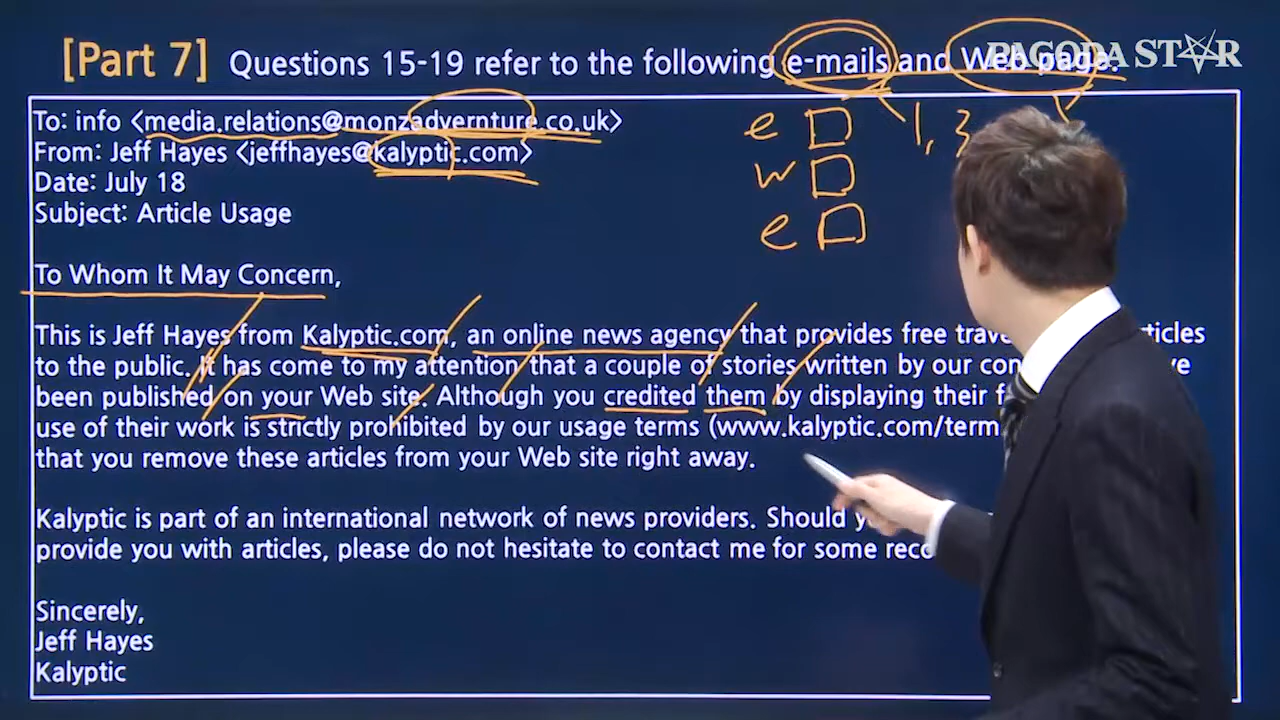 PAGODA STAR
[Part 7] Questions 15-19 refer to the following e-mails and Web page.
To: info <media.relations@monzadvernture.co.uk>
From: Jeff Hayes <jeffhayes@kalyptic.com>
Date: July 18
Subject: Article Usage
e
w
e
1, 3
To Whom It May Concern,
This is Jeff Hayes from Kalyptic.com, an online news agency that provides free
to the public. It has come to my attention that a couple of stories written by our
been published on your Web site. Although you credited them by displaying their
use of their work is strictly prohibited by our usage terms (www.kalyptic.com/term
that you remove these articles from your Web site right away.
Kalyptic is part of an international network of news providers. Should
provide you with articles, please do not hesitate to contact me for some
Sincerely,
Jeff Hayes
Kalyptic